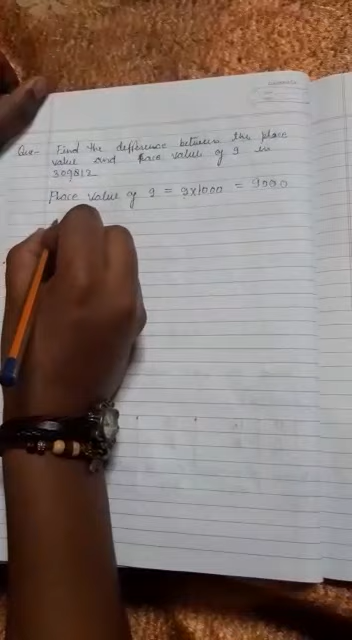 Que- Find the difference between the place
value and face value of 9 in
309812
Place value of 9 = 9x1000 = 9000